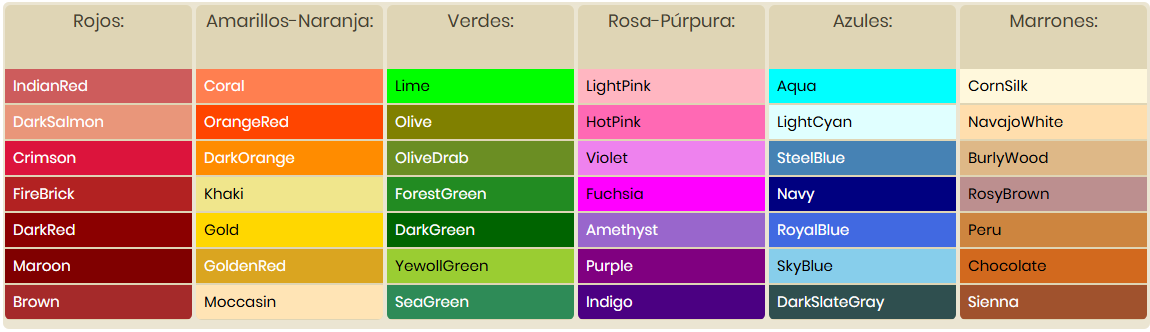 Rojos: Amarillos-Naranja: Verdes: Rosa-Púrpura: Azules: Marrones:
IndianRed Coral Lime LightPink Aqua CornSilk
DarkSalmon OrangeRed Olive HotPink LightCyan NavajoWhite
Crimson DarkOrange OliveDrab Violet SteelBlue BurlyWood
FireBrick Khaki ForestGreen Fuchsia Navy RosyBrown
DarkRed Gold DarkGreen Amethyst RoyalBlue Peru
Maroon GoldenRed YewollGreen Purple SkyBlue Chocolate
Brown Moccasin SeaGreen Indigo DarkSlateGray Sienna